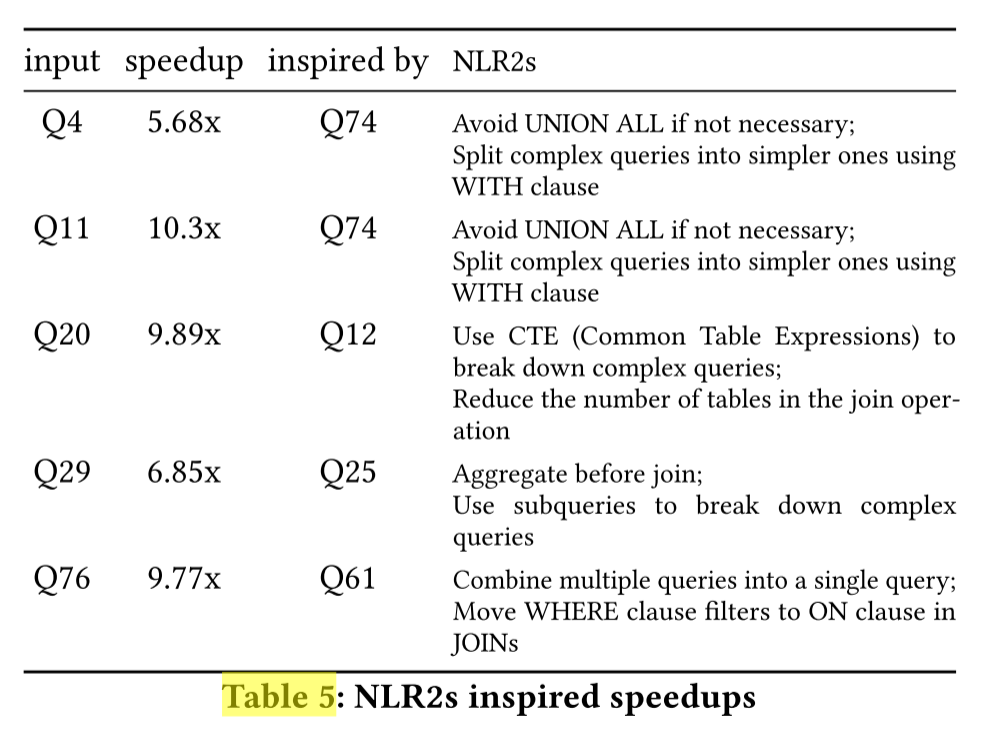 input speedup inspired by NLR2s
Q4 5.68x Q74 Avoid UNION ALL if not necessary;
Split complex queries into simpler ones using
WITH clause
Q11 10.3x Q74 Avoid UNION ALL if not necessary;
Split complex queries into simpler ones using
WITH clause
Q20 9.89x Q12 Use CTE (Common Table Expressions) to
break down complex queries;
Reduce the number of tables in the join oper-
ation
Q29 6.85x Q25 Aggregate before join;
Use subqueries to break down complex
queries
Q76 9.77x Q61 Combine multiple queries into a single query;
Move WHERE clause filters to ON clause in
JOINs
Table 5: NLR2s inspired speedups